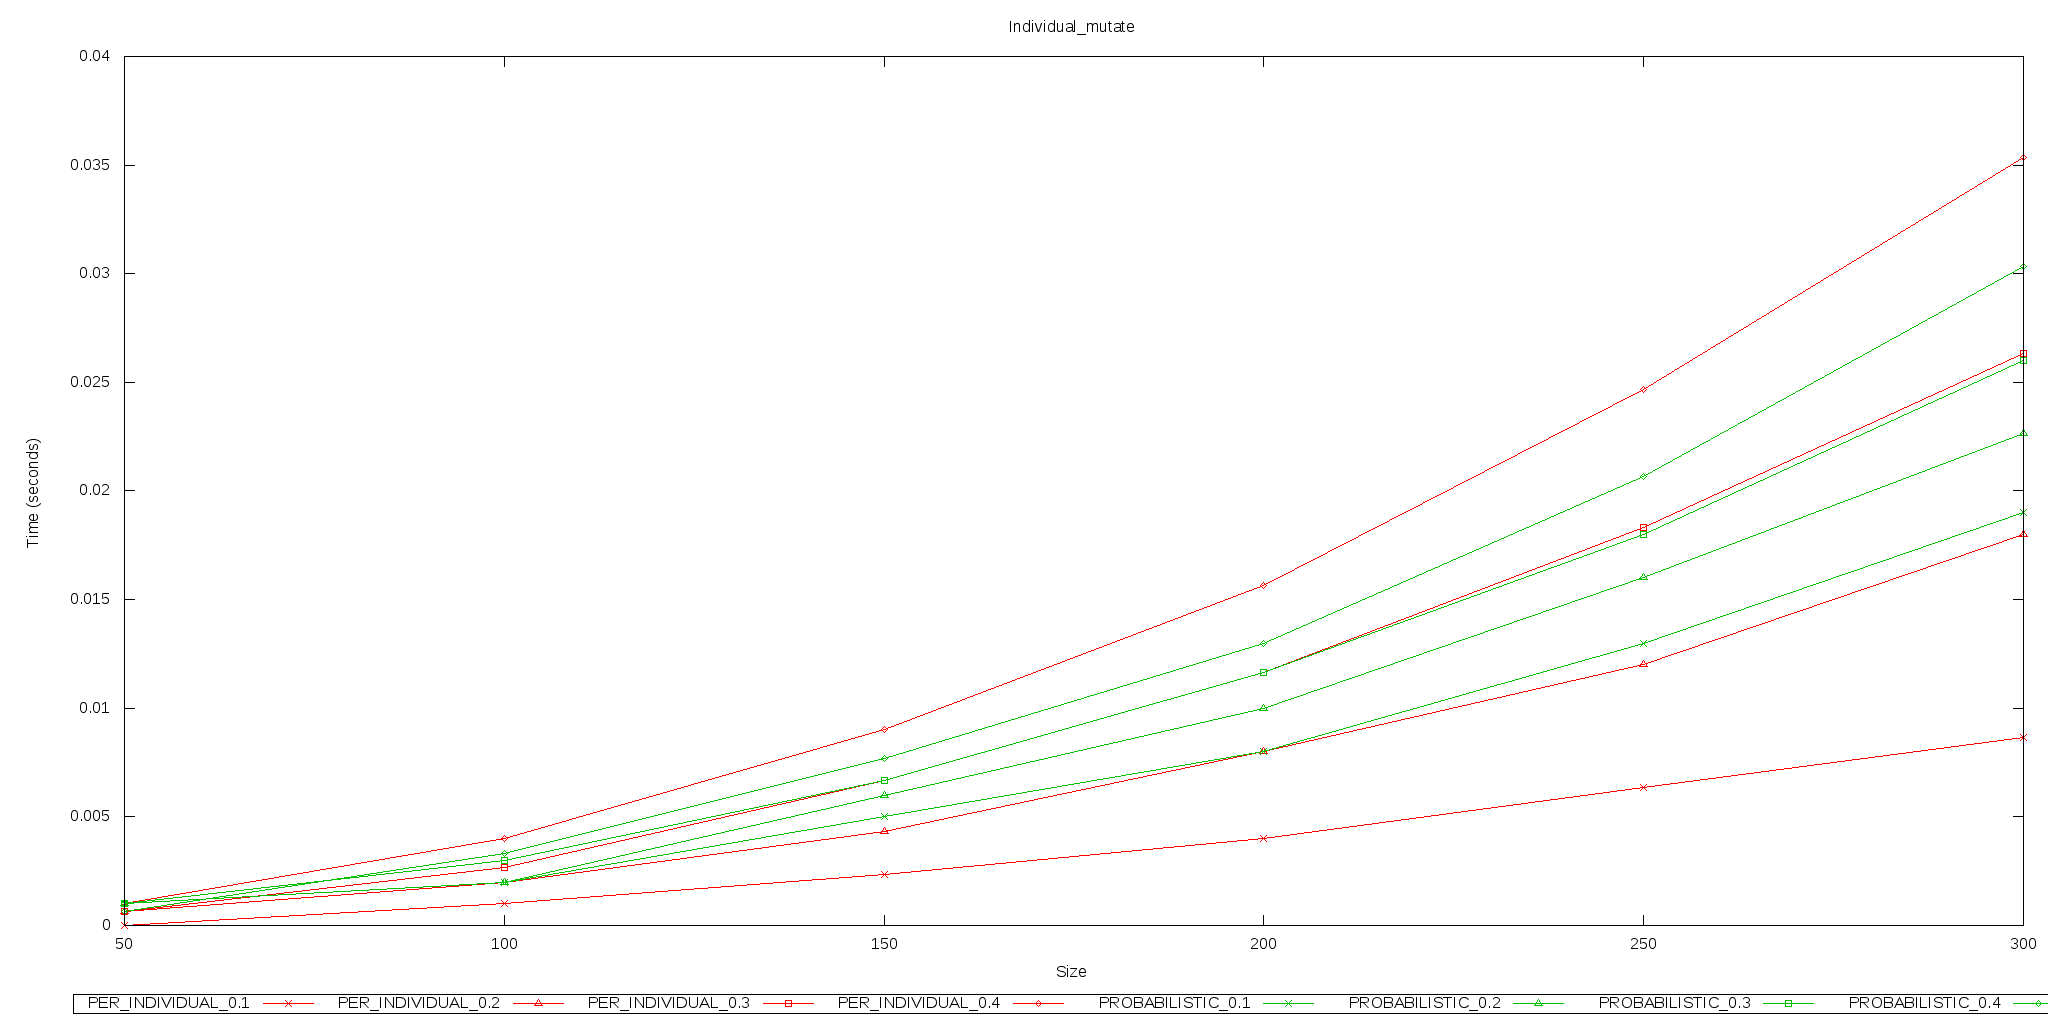 Individual_mutate
0.04
0.035
0.03
0.025
0.02
0.015
0.01
0.005
0
Time (seconds)
50 100 150 200 250 300
Size
PER_INDIVIDUAL_0.1 PER_INDIVIDUAL_0.2 PER_INDIVIDUAL_0.3 PER_INDIVIDUAL_0.4 PROBABILISTIC_0.1 PROBABILISTIC_0.2 PROBABILISTIC_0.3 PROBABILISTIC_0.4